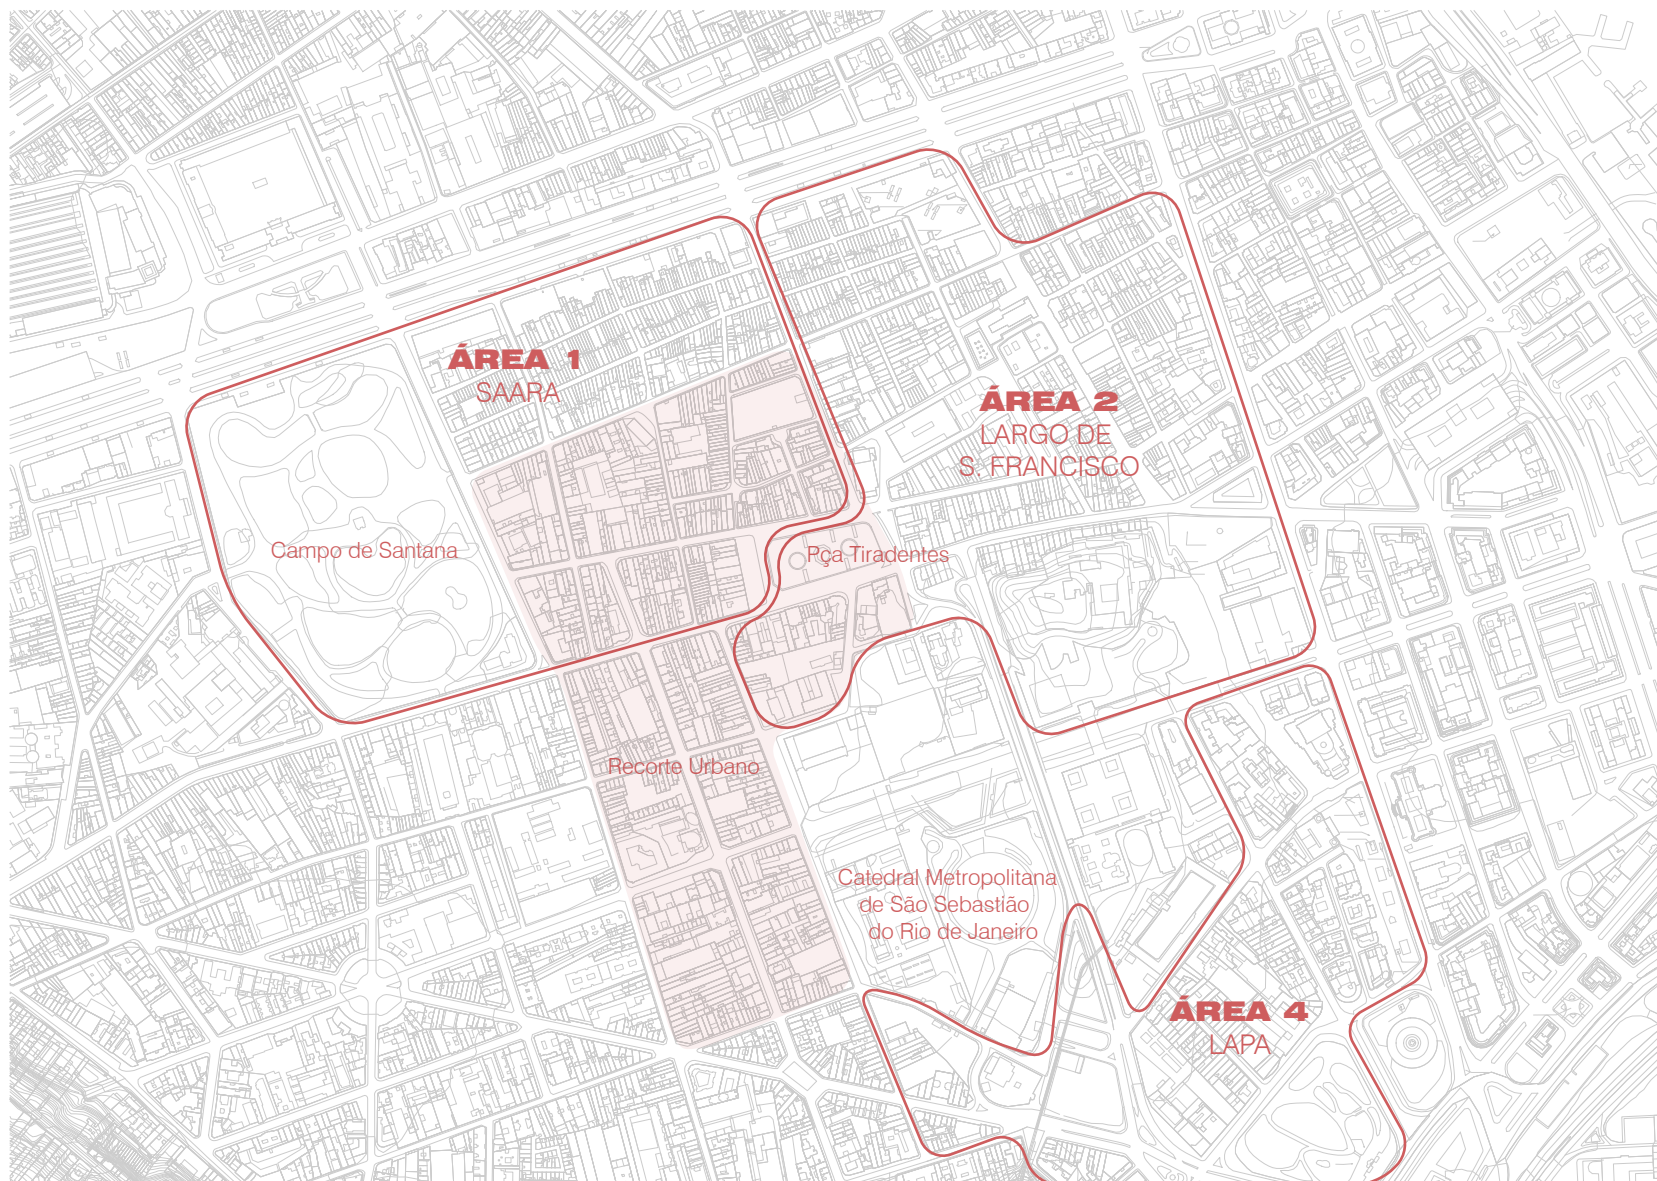 ÁREA 1
SAARA
ÁREA 2
LARGO DE
S. FRANCISCO
Campo de Santana
Pça Tiradentes
Recorte Urbano
Catedral Metropolitana
de São Sebastião
do Rio de Janeiro
ÁREA 4
LAPA